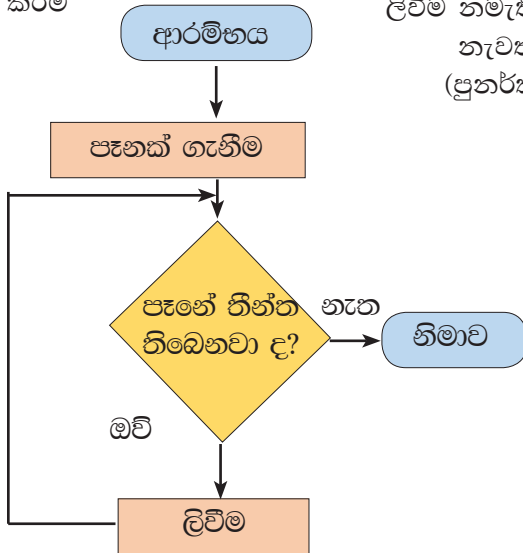 කිරීම
ආරම්භය
පෑනක් ගැනීම
පෑනේ තීන්ත
තිබෙනවා ද?
නැත
නිමාව
ඔව්
ලිවීම
ලිවීම